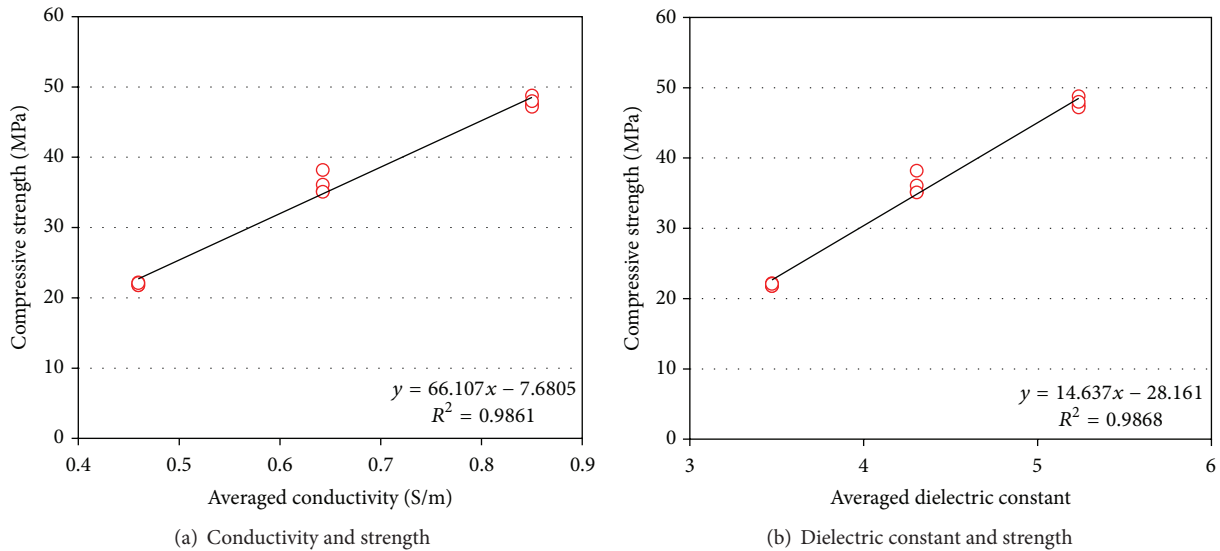 60
50
40
30
20
10
0
Compressive strength (MPa)
y = 66.107x − 7.6805
R² = 0.9861
0.4 0.5 0.6 0.7 0.8 0.9
Averaged conductivity (S/m)
(a) Conductivity and strength
60
50
40
30
20
10
0
Compressive strength (MPa)
y = 14.637x − 28.161
R² = 0.9868
3 4 5 6
Averaged dielectric constant
(b) Dielectric constant and strength